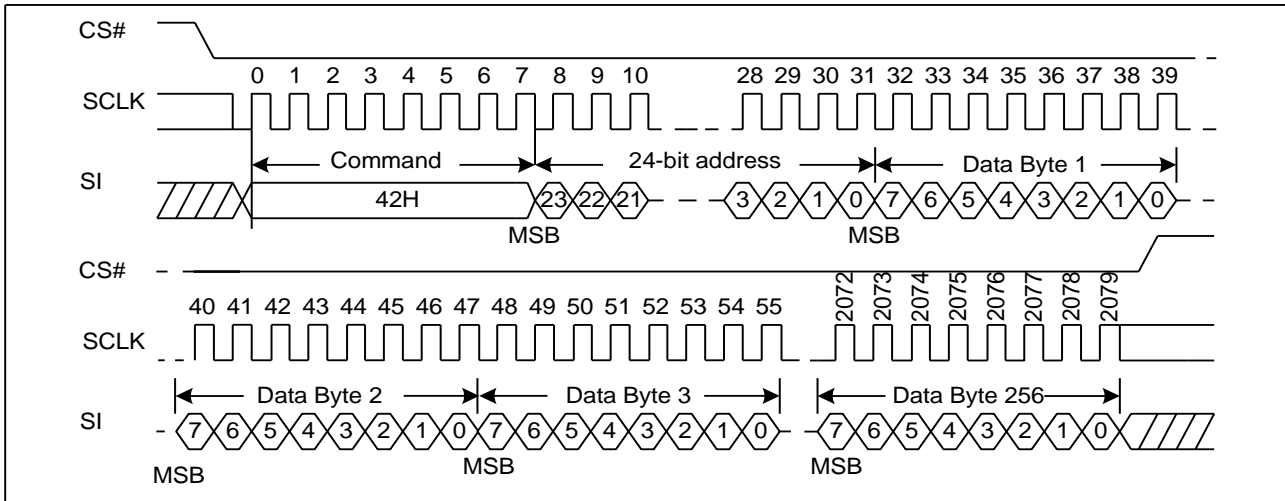 CS#
0 1 2 3 4 5 6 7 8 9 10 28 29 30 31 32 33 34 35 36 37 38 39
SCLK
Command 24-bit address Data Byte 1
SI
42H 23 22 21 3 2 1 0 7 6 5 4 3 2 1 0
MSB MSB
CS#
40 41 42 43 44 45 46 47 48 49 50 51 52 53 54 55 2072 2073 2074 2075 2076 2077 2078 2079
SCLK
Data Byte 2 Data Byte 3 Data Byte 256
SI
7 6 5 4 3 2 1 0 7 6 5 4 3 2 1 0 7 6 5 4 3 2 1 0
MSB MSB MSB